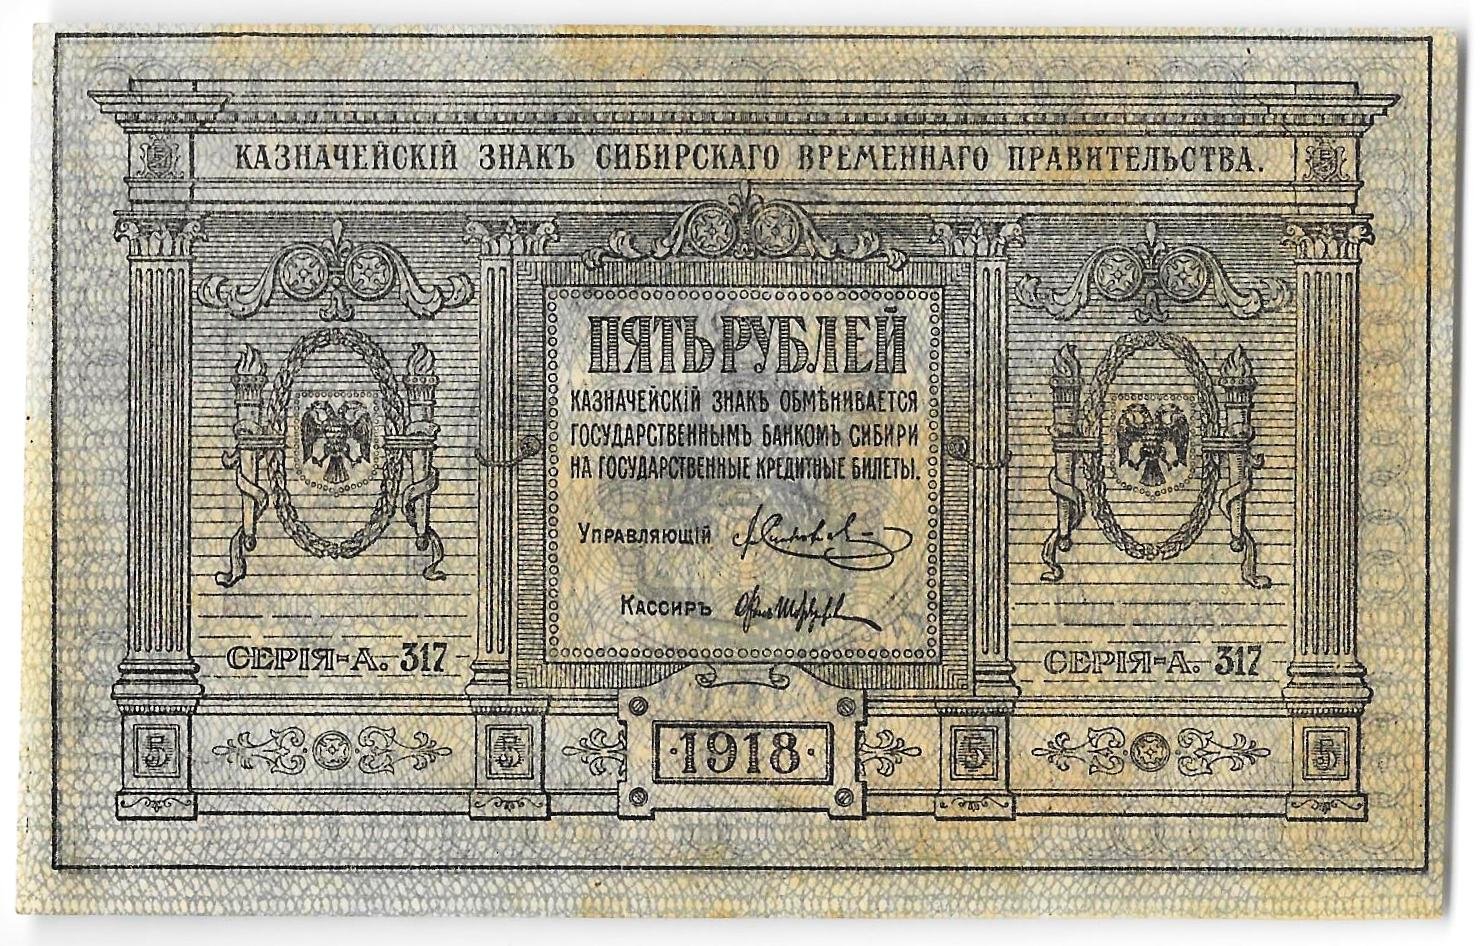 КАЗНАЧЕЙСКІЙ ЗНАКЪ СИБИРСКАГО ВРЕМЕННАГО ПРАВИТЕЛЬСТВА.
5 5
ПЯТЬ РУБЛЕЙ
КАЗНАЧЕЙСКІЙ ЗНАКЪ ОБМѢНИВАЕТСЯ
ГОСУДАРСТВЕННЫМЪ БАНКОМЪ СИБИРИ
НА ГОСУДАРСТВЕННЫЕ КРЕДИТНЫЕ БИЛЕТЫ.
УПРАВЛЯЮЩІЙ
КАССИРЪ
СЕРІЯ-А. 317 СЕРІЯ-А. 317
5 5 ·1918· 5 5